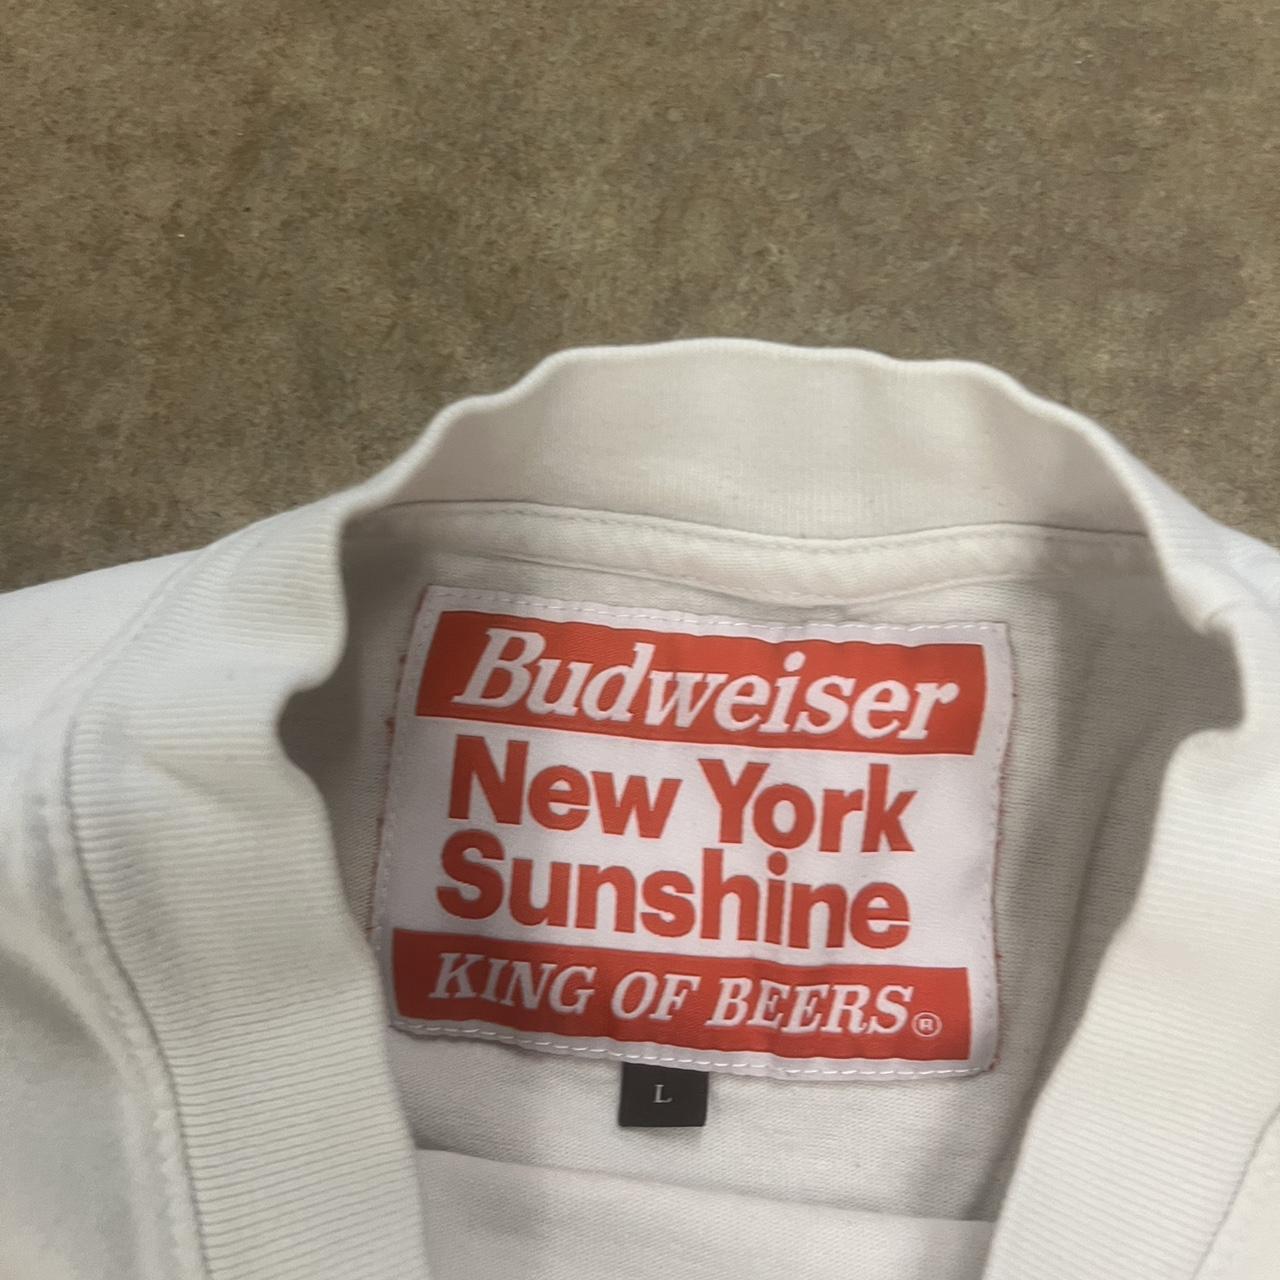 Budweiser
New York
Sunshine
KING OF BEERS®
L